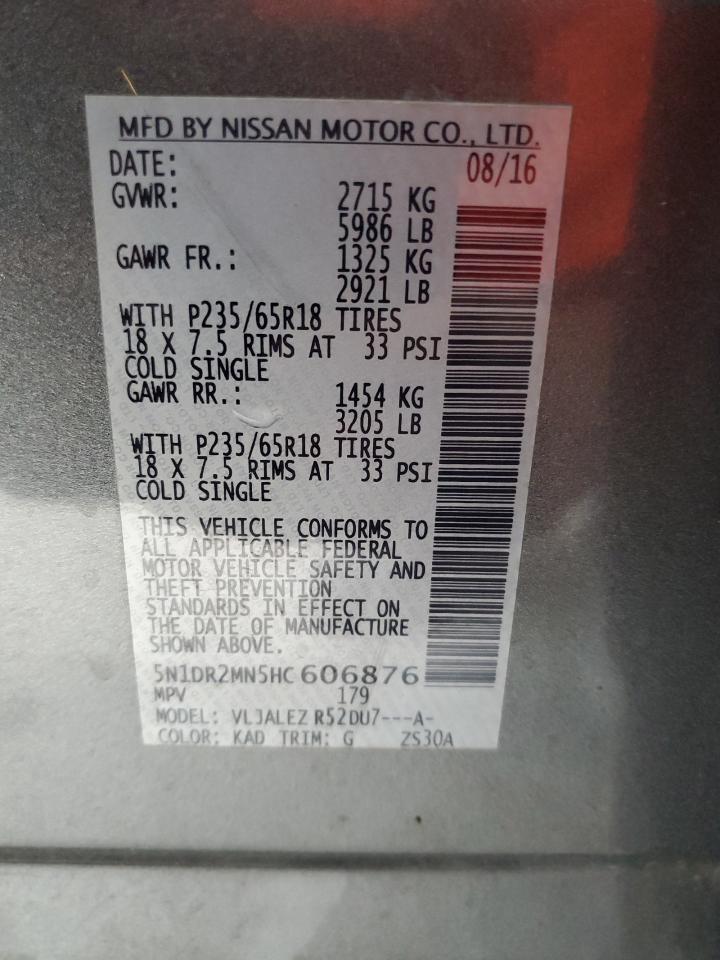 MFD BY NISSAN MOTOR CO., LTD.
DATE: 08/16
GVWR: 2715 KG
5986 LB
GAWR FR.: 1325 KG
2921 LB
WITH P235/65R18 TIRES
18 X 7.5 RIMS AT 33 PSI
COLD SINGLE
GAWR RR.: 1454 KG
3205 LB
WITH P235/65R18 TIRES
18 X 7.5 RIMS AT 33 PSI
COLD SINGLE
THIS VEHICLE CONFORMS TO
ALL APPLICABLE FEDERAL
MOTOR VEHICLE SAFETY AND
THEFT PREVENTION
STANDARDS IN EFFECT ON
THE DATE OF MANUFACTURE
SHOWN ABOVE.
5N1DR2MN5HC 606876
MPV 179
MODEL: VLJALEZ R52DU7---A-
COLOR: KAD TRIM: G ZS30A